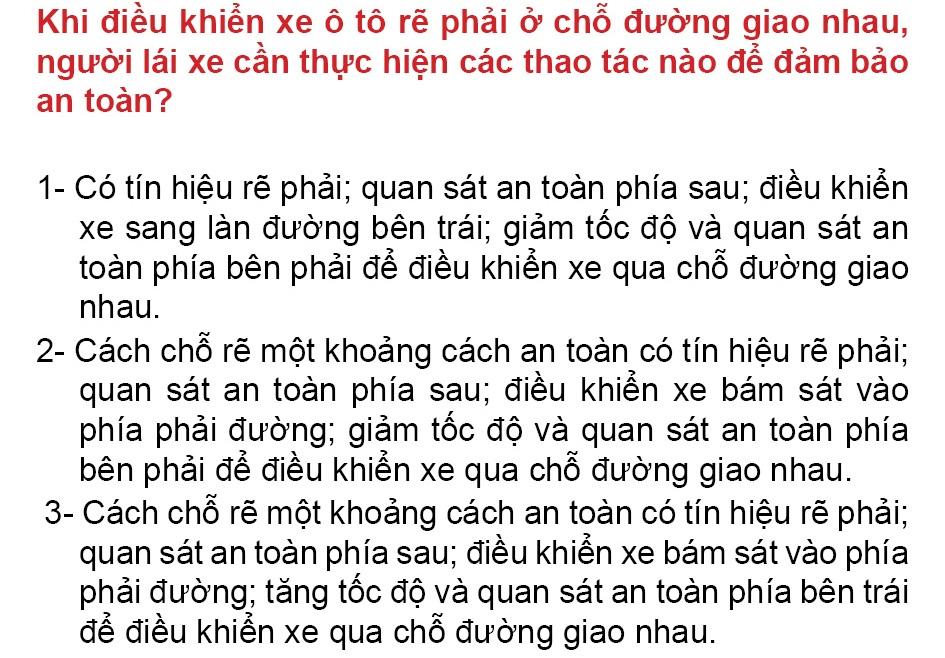 Khi điều khiển xe ô tô rẽ phải ở chỗ đường giao nhau,
người lái xe cần thực hiện các thao tác nào để đảm bảo
an toàn?
1- Có tín hiệu rẽ phải; quan sát an toàn phía sau; điều khiển
xe sang làn đường bên trái; giảm tốc độ và quan sát an
toàn phía bên phải để điều khiển xe qua chỗ đường giao
nhau.
2- Cách chỗ rẽ một khoảng cách an toàn có tín hiệu rẽ phải;
quan sát an toàn phía sau; điều khiển xe bám sát vào
phía phải đường; giảm tốc độ và quan sát an toàn phía
bên phải để điều khiển xe qua chỗ đường giao nhau.
3- Cách chỗ rẽ một khoảng cách an toàn có tín hiệu rẽ phải;
quan sát an toàn phía sau; điều khiển xe bám sát vào phía
phải đường; tăng tốc độ và quan sát an toàn phía bên trái
để điều khiển xe qua chỗ đường giao nhau.